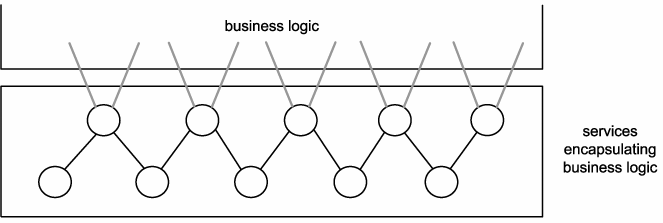 business logic
services
encapsulating
business logic